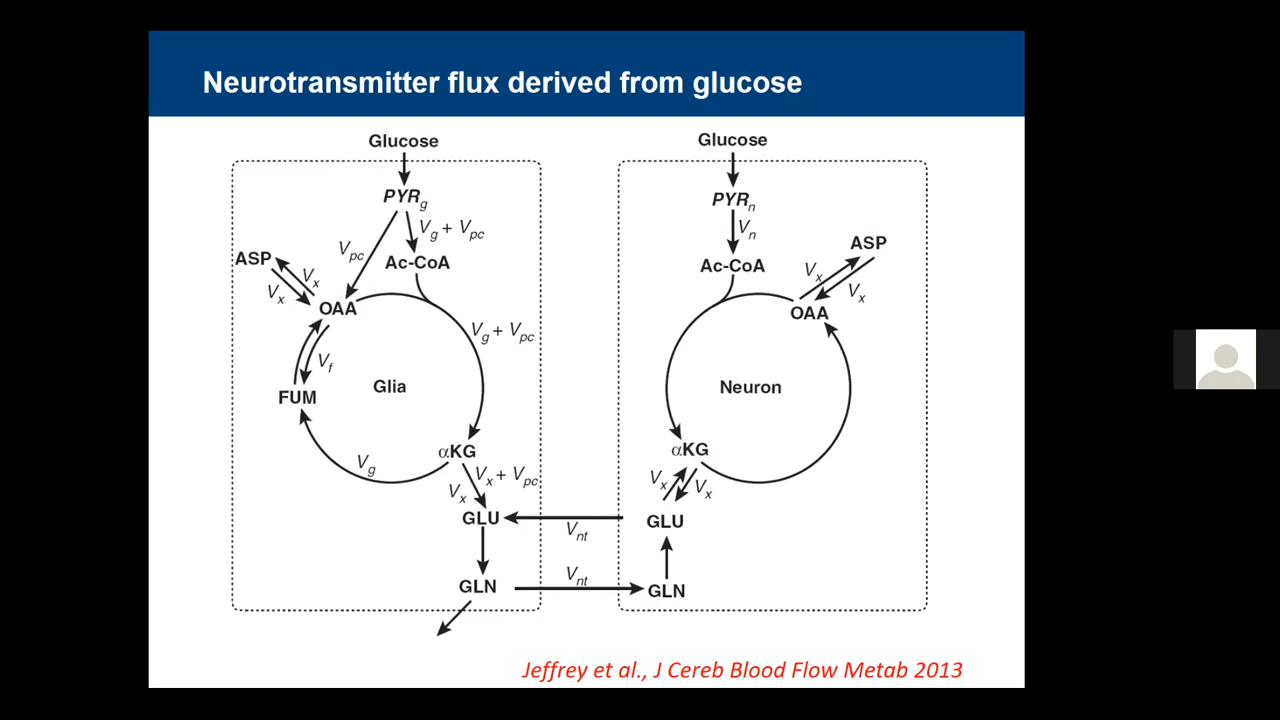 Neurotransmitter flux derived from glucose
Glucose
Glucose
PYRg
PYRn
Vg + Vpc
Vn
Vpc
ASP
Ac-CoA
Ac-CoA
ASP
Vx
Vx
Vx
Vx
OAA
OAA
Vg + Vpc
Vf
Glia
Neuron
FUM
αKG
αKG
Vg
Vx + Vpc
Vx
Vx
Vx
GLU
GLU
Vnt
Vnt
GLN
GLN
Jeffrey et al., J Cereb Blood Flow Metab 2013